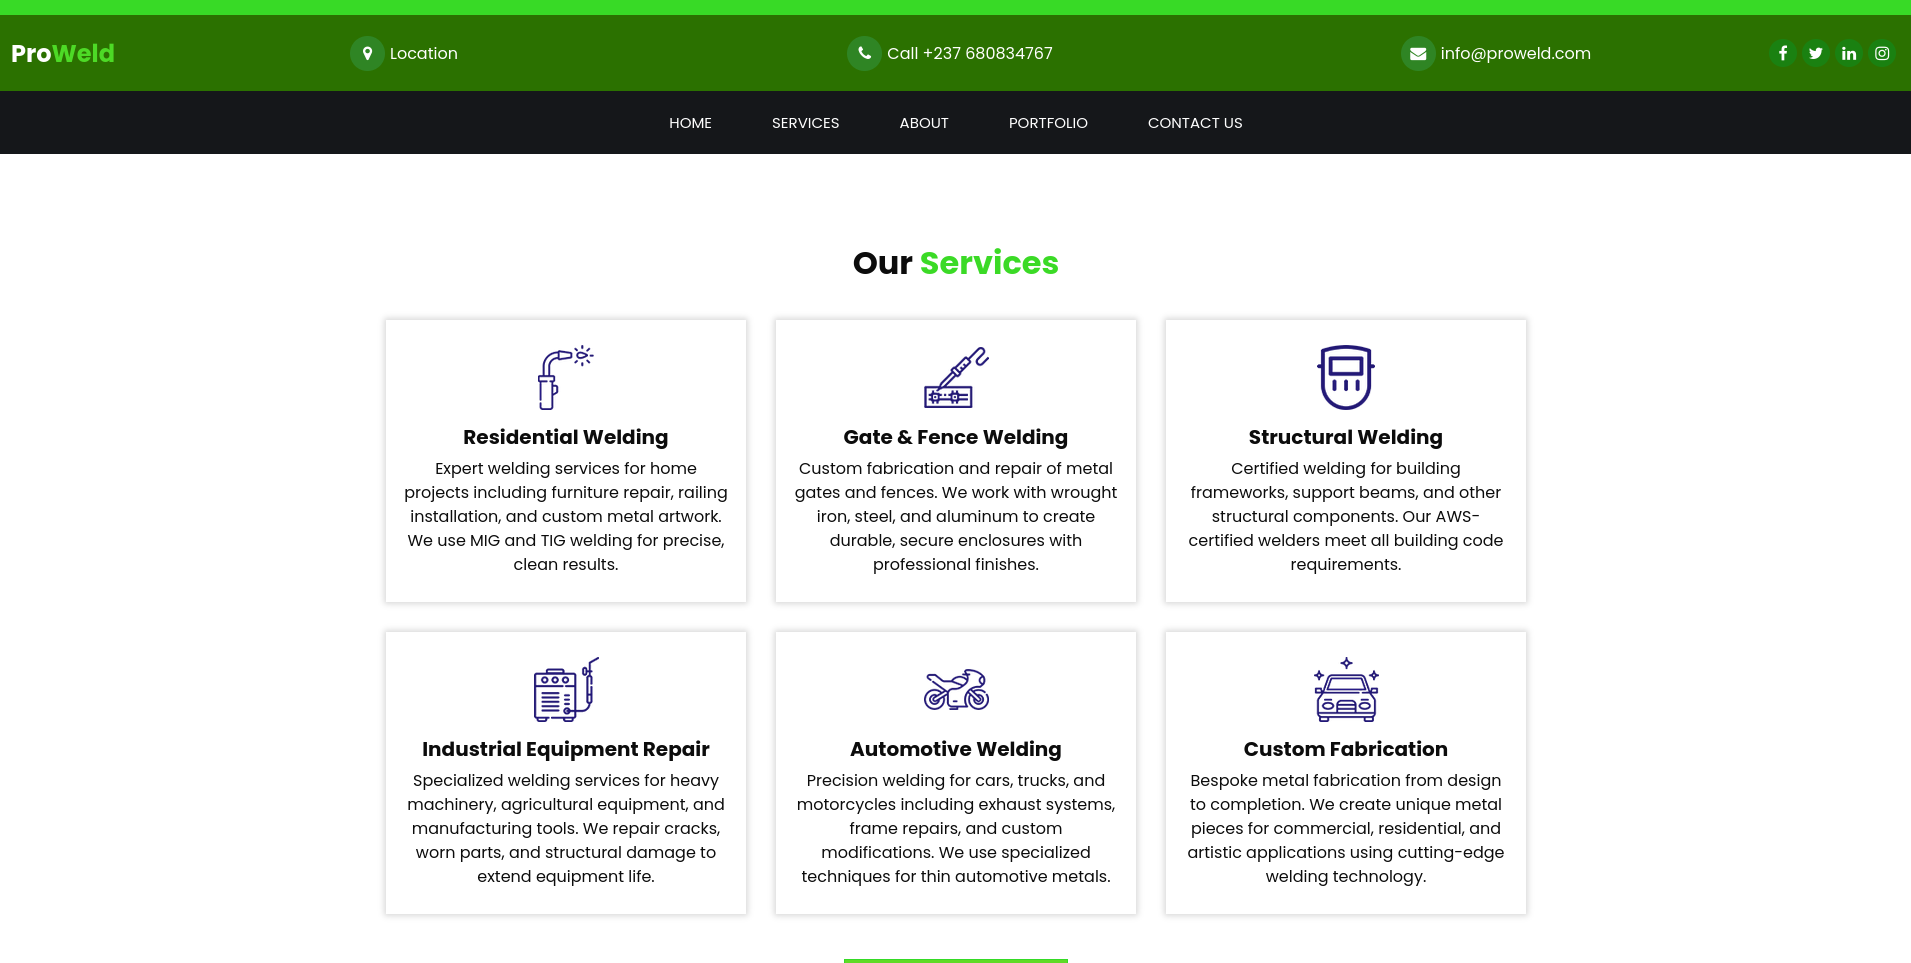 ProWeld
Location
Call +237 680834767
info@proweld.com
HOME
SERVICES
ABOUT
PORTFOLIO
CONTACT US
Our Services
Residential Welding
Expert welding services for home
projects including furniture repair, railing
installation, and custom metal artwork.
We use MIG and TIG welding for precise,
clean results.
Gate & Fence Welding
Custom fabrication and repair of metal
gates and fences. We work with wrought
iron, steel, and aluminum to create
durable, secure enclosures with
professional finishes.
Structural Welding
Certified welding for building
frameworks, support beams, and other
structural components. Our AWS-
certified welders meet all building code
requirements.
Industrial Equipment Repair
Specialized welding services for heavy
machinery, agricultural equipment, and
manufacturing tools. We repair cracks,
worn parts, and structural damage to
extend equipment life.
Automotive Welding
Precision welding for cars, trucks, and
motorcycles including exhaust systems,
frame repairs, and custom
modifications. We use specialized
techniques for thin automotive metals.
Custom Fabrication
Bespoke metal fabrication from design
to completion. We create unique metal
pieces for commercial, residential, and
artistic applications using cutting-edge
welding technology.